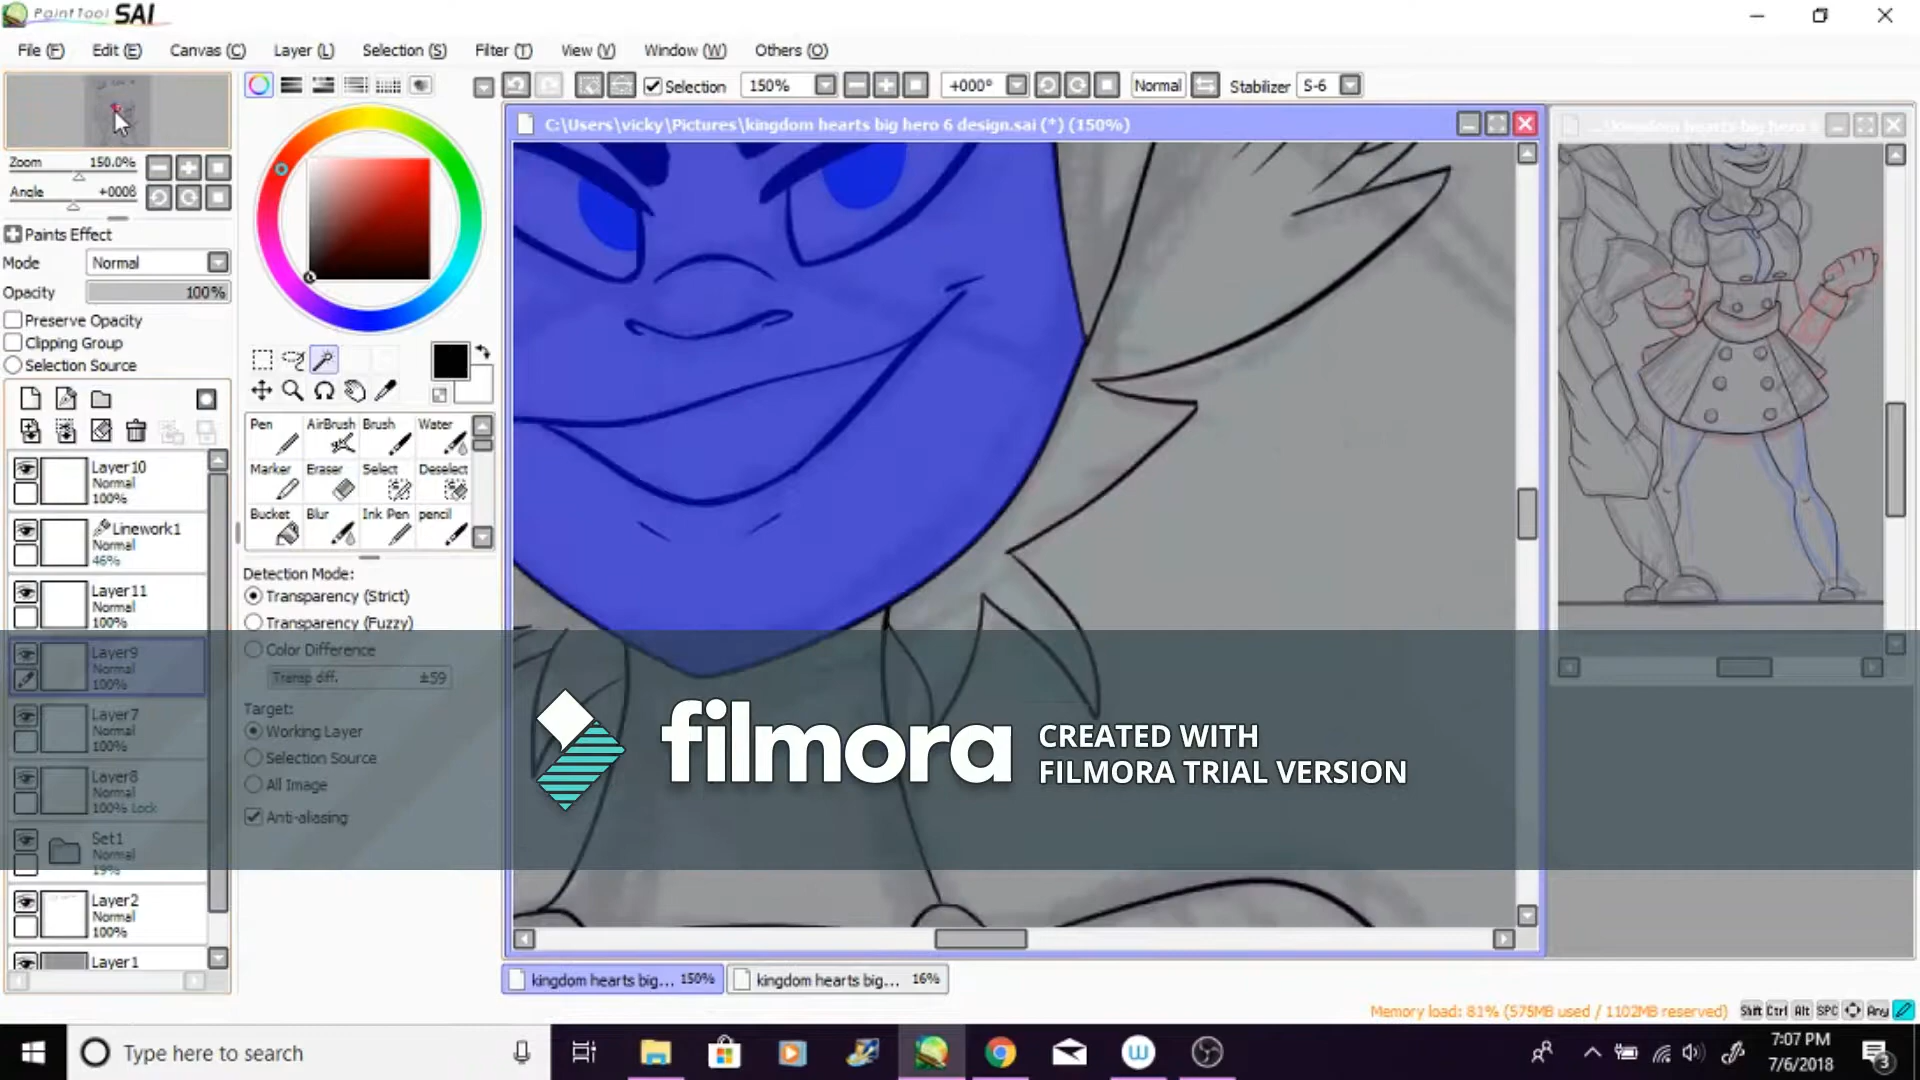 PaintTool SAI
File (F) Edit (E) Canvas (C) Layer (L) Selection (S) Filter (T) View (V) Window (W) Others (O)
Selection 150% +000° Normal Stabilizer S-6
C:\Users\vicky\Pictures\kingdom hearts big hero 6 design.sai (*) (150%)
Zoom 150.0%
Angle +0008
Paints Effect
Mode Normal
Opacity 100%
Preserve Opacity
Clipping Group
Selection Source
Layer10
Normal
100%
Linework1
Normal
46%
Layer11
Normal
100%
Layer9
Normal
100%
Layer7
Normal
100%
Layer8
Normal
100% Lock
Set1
Normal
19%
Layer2
Normal
100%
Layer1
Pen AirBrush Brush Water
Marker Eraser Select Deselect
Bucket Blur Ink Pen pencil
Detection Mode:
Transparency (Strict)
Transparency (Fuzzy)
Color Difference
Transp diff. ±59
Target:
Working Layer
Selection Source
All Image
Anti-aliasing
filmora
CREATED WITH
FILMORA TRIAL VERSION
kingdom hearts big... 150%
kingdom hearts big... 16%
Memory load: 81% (575MB used / 1102MB reserved) Shift Ctrl Alt SPC Any
Type here to search
7:07 PM
7/6/2018
3